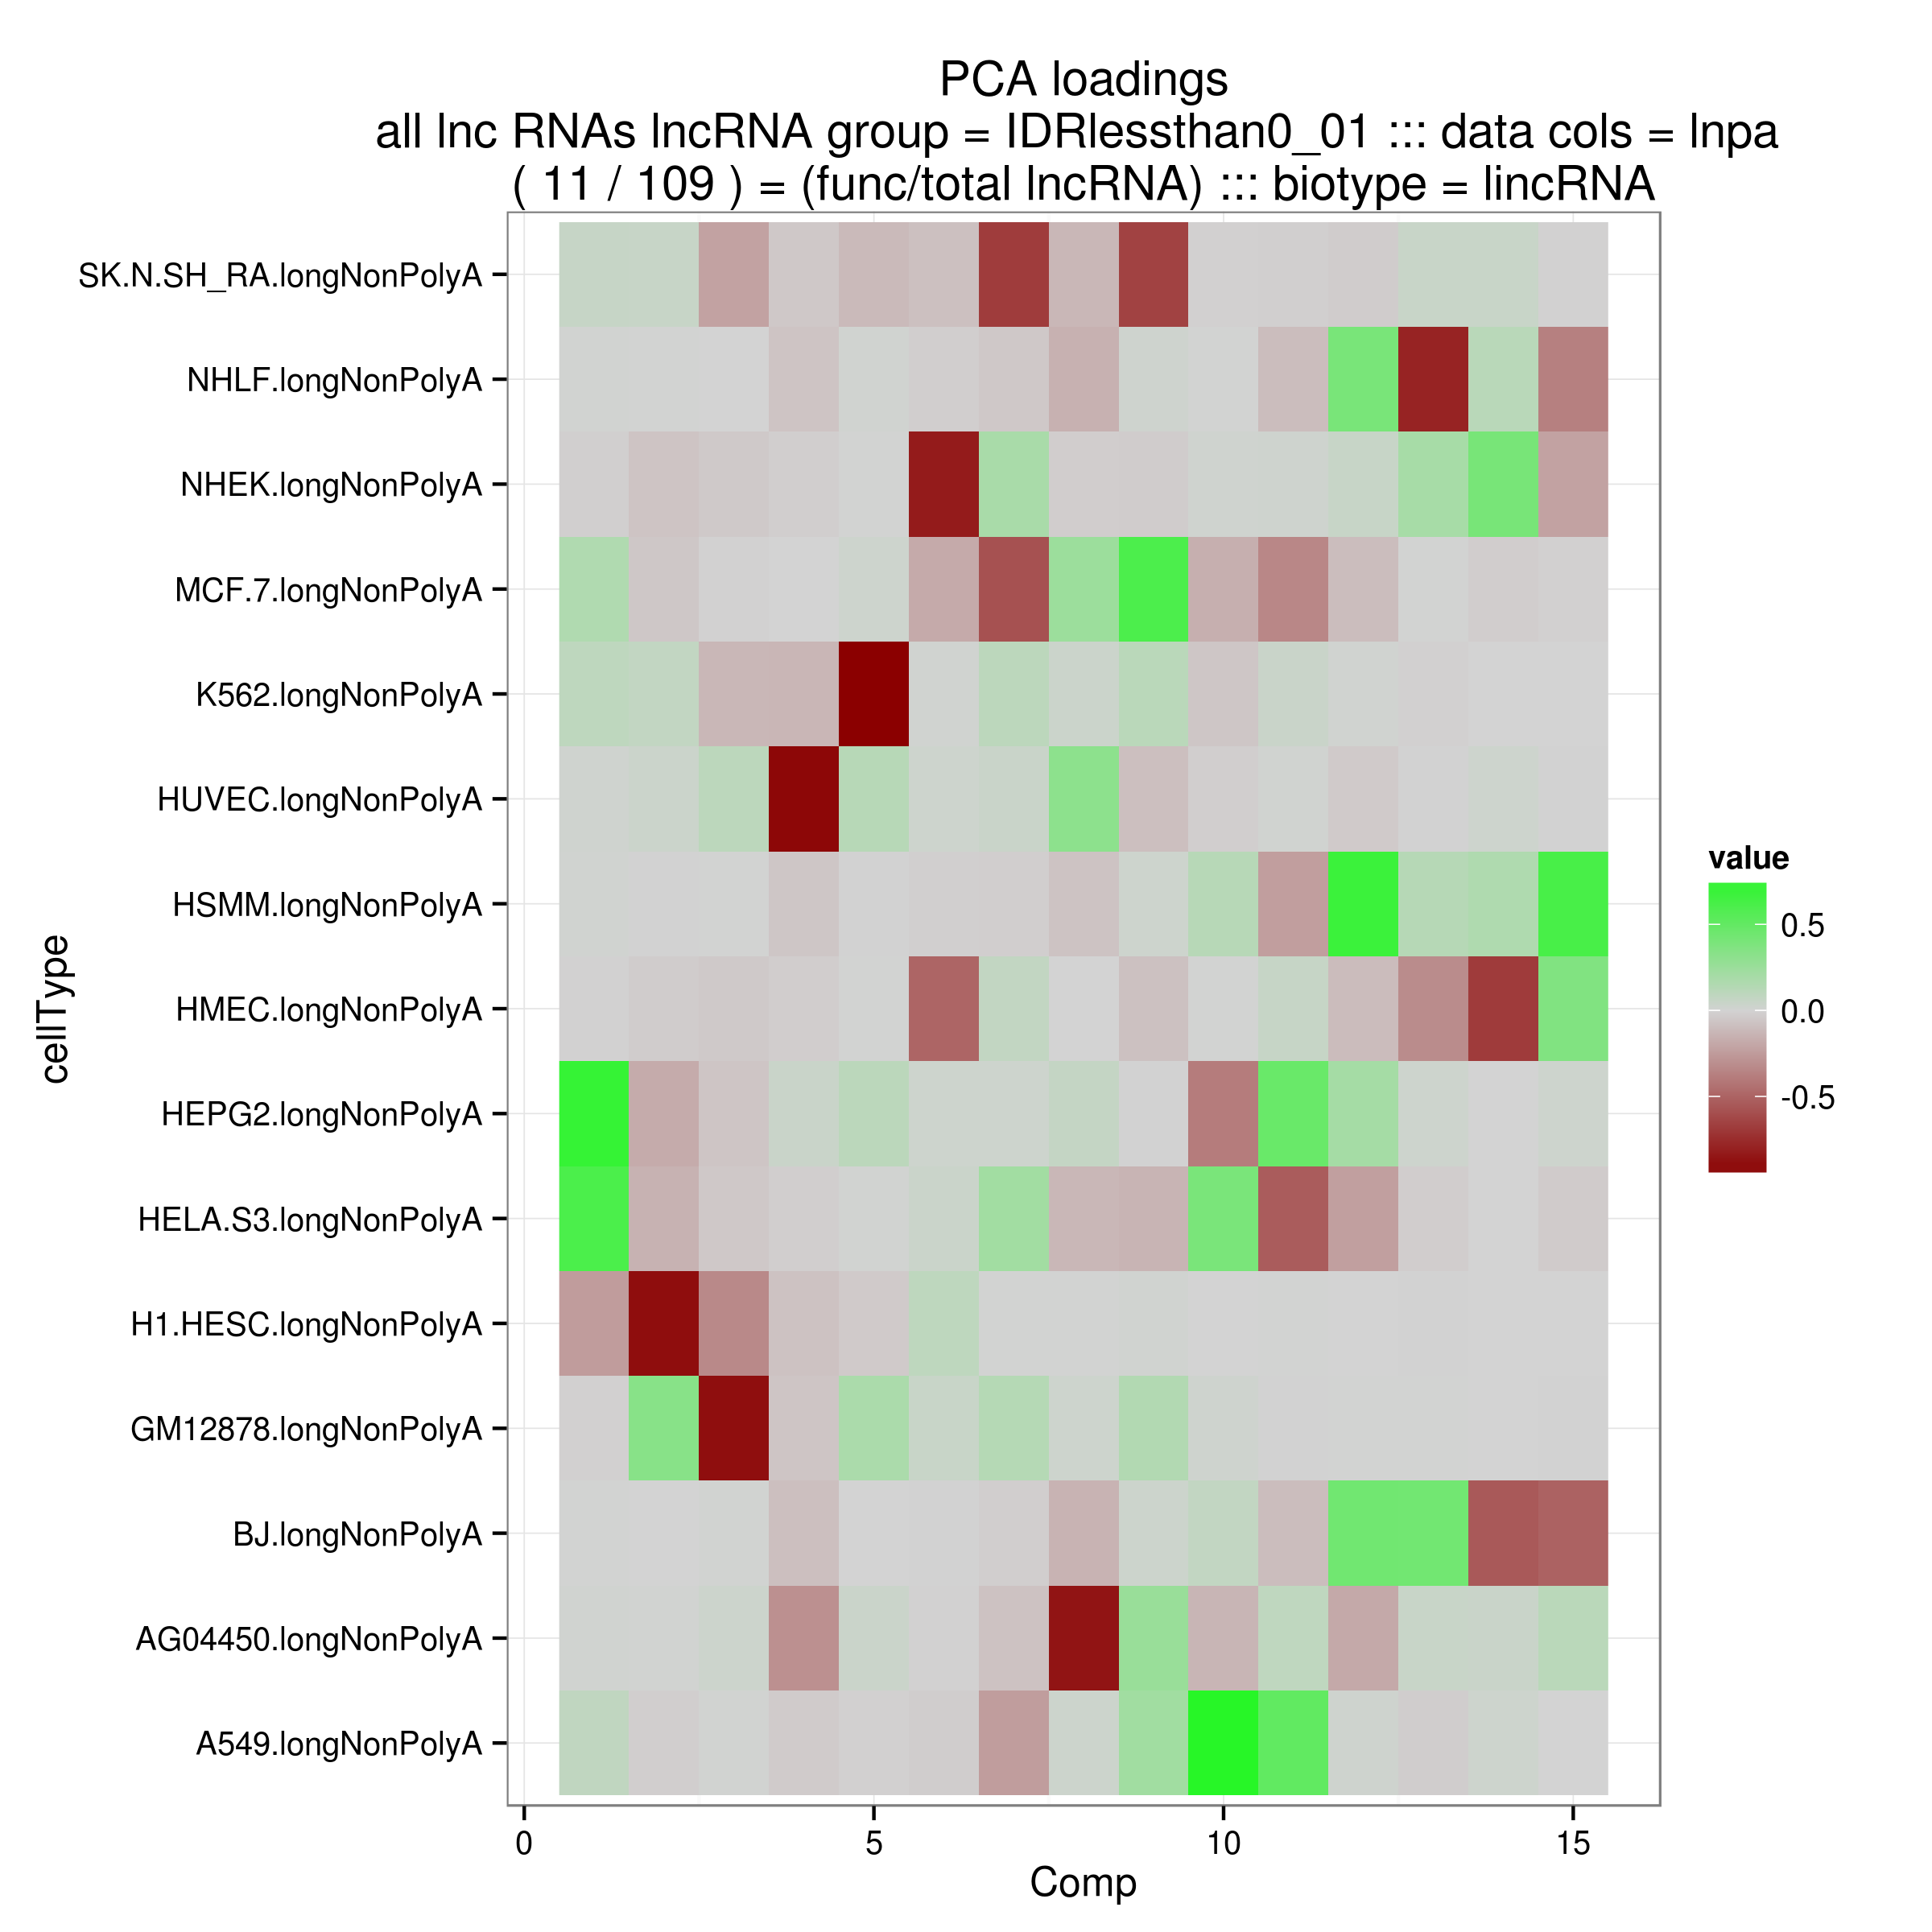 PCA loadings
all lnc RNAs lncRNA group = IDRlessthan0_01 ::: data cols = lnpa
( 11 / 109 ) = (func/total lncRNA) ::: biotype = lincRNA
cellType
SK.N.SH_RA.longNonPolyA
NHLF.longNonPolyA
NHEK.longNonPolyA
MCF.7.longNonPolyA
K562.longNonPolyA
HUVEC.longNonPolyA
HSMM.longNonPolyA
HMEC.longNonPolyA
HEPG2.longNonPolyA
HELA.S3.longNonPolyA
H1.HESC.longNonPolyA
GM12878.longNonPolyA
BJ.longNonPolyA
AG04450.longNonPolyA
A549.longNonPolyA
0 5 10 15
Comp
value
0.5
0.0
-0.5